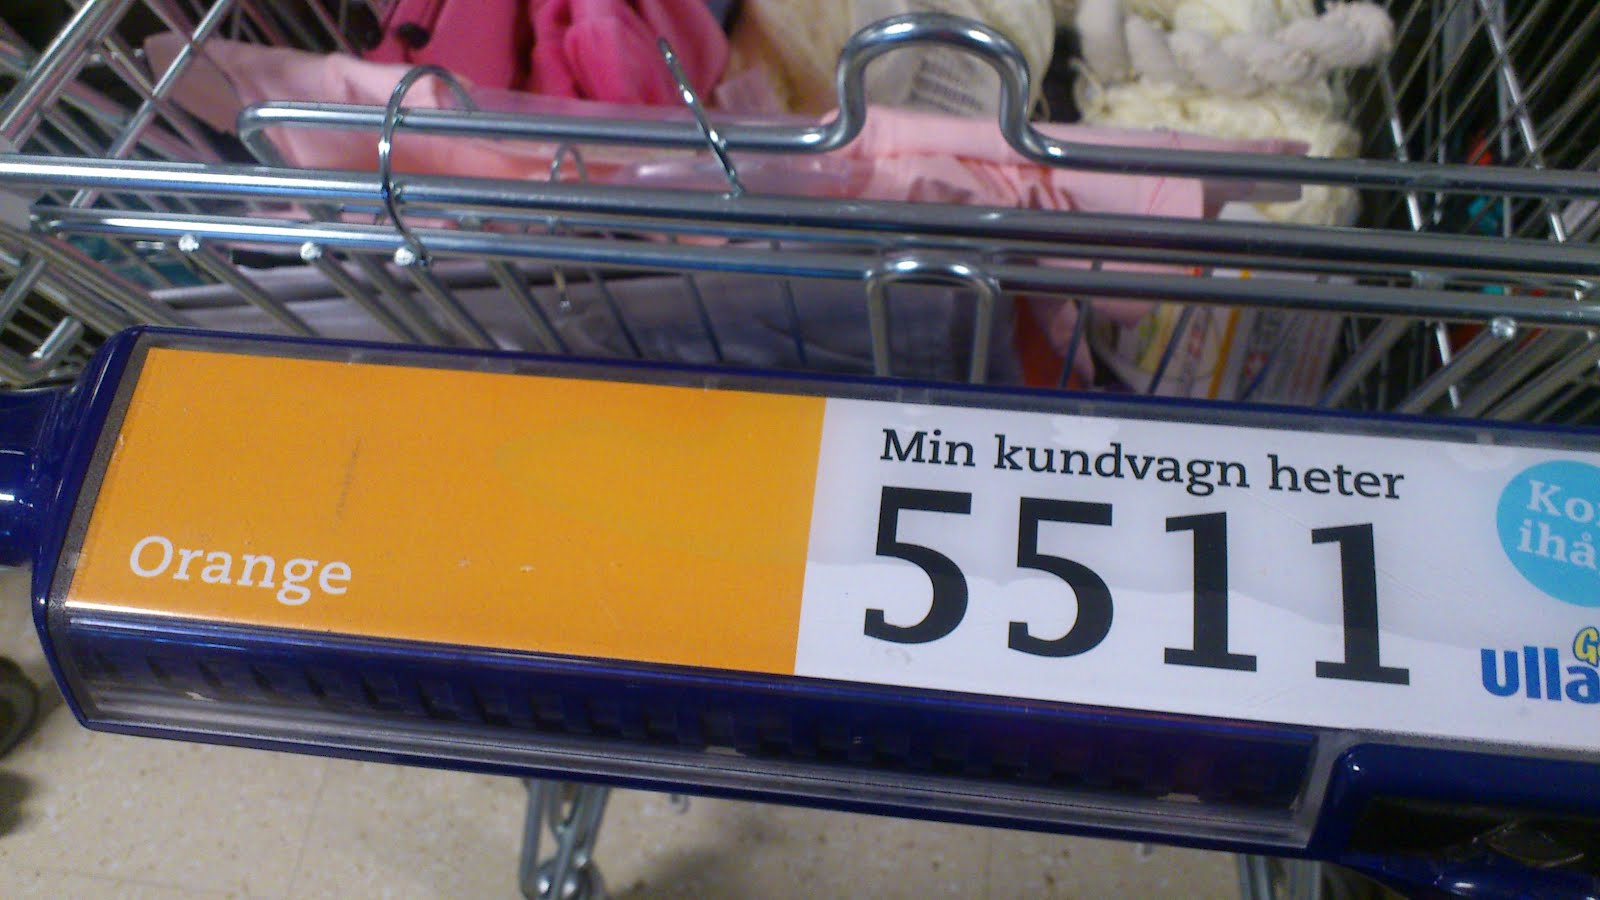 Orange
Min kundvagn heter
5511